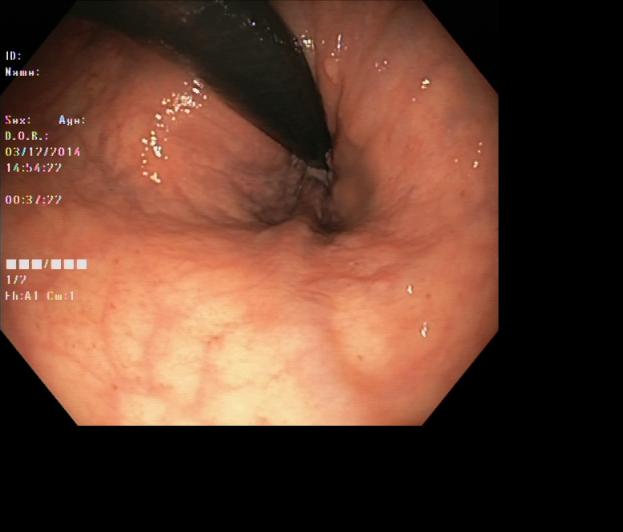 ID:
Name:
Sex: Age:
D.O.B.:
03/12/2014
14:54:22
00:37:22
■■■/■■■
1/2
Eh:A1 Cm:1